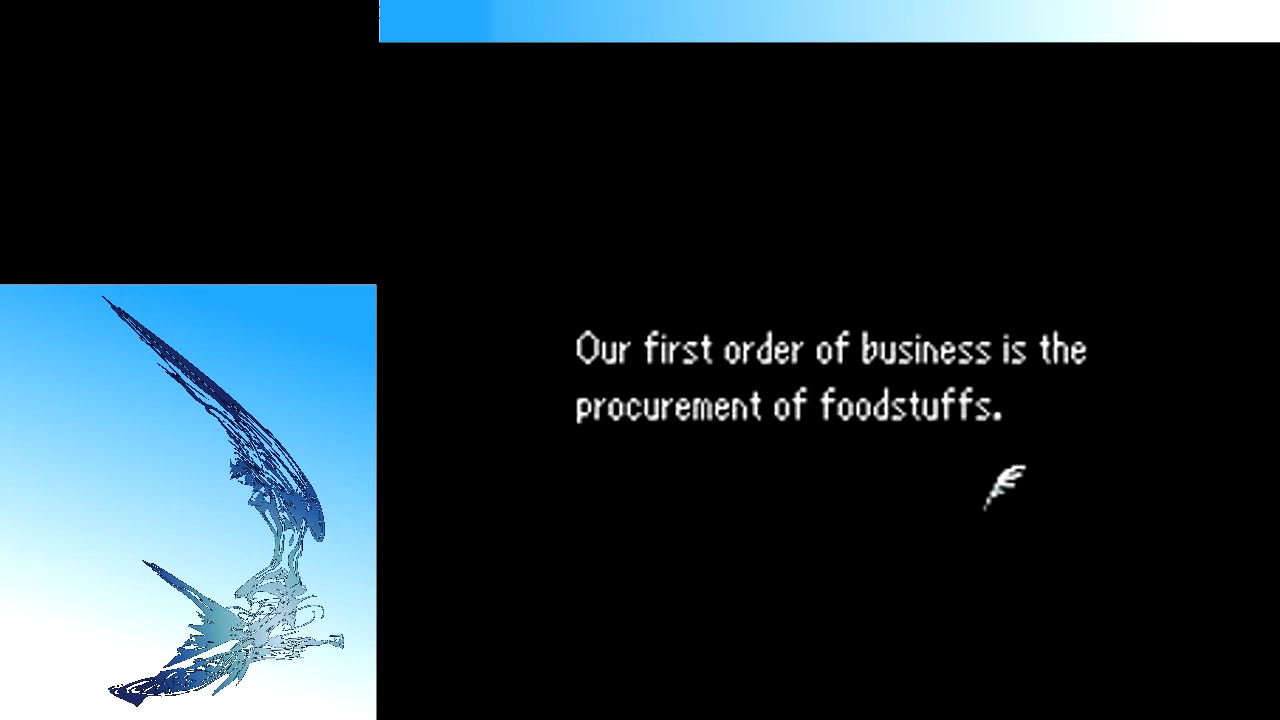 Our first order of business is the
procurement of foodstuffs.